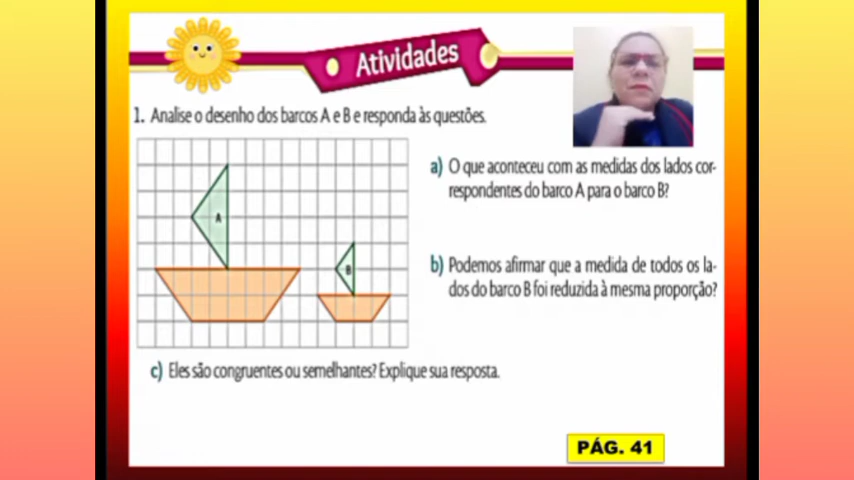 Atividades
1. Analise o desenho dos barcos A e B e responda às questões.
a) O que aconteceu com as medidas dos lados cor-
respondentes do barco A para o barco B?
A
B
b) Podemos afirmar que a medida de todos os la-
dos do barco B foi reduzida à mesma proporção?
c) Eles são congruentes ou semelhantes? Explique sua resposta.
PÁG. 41